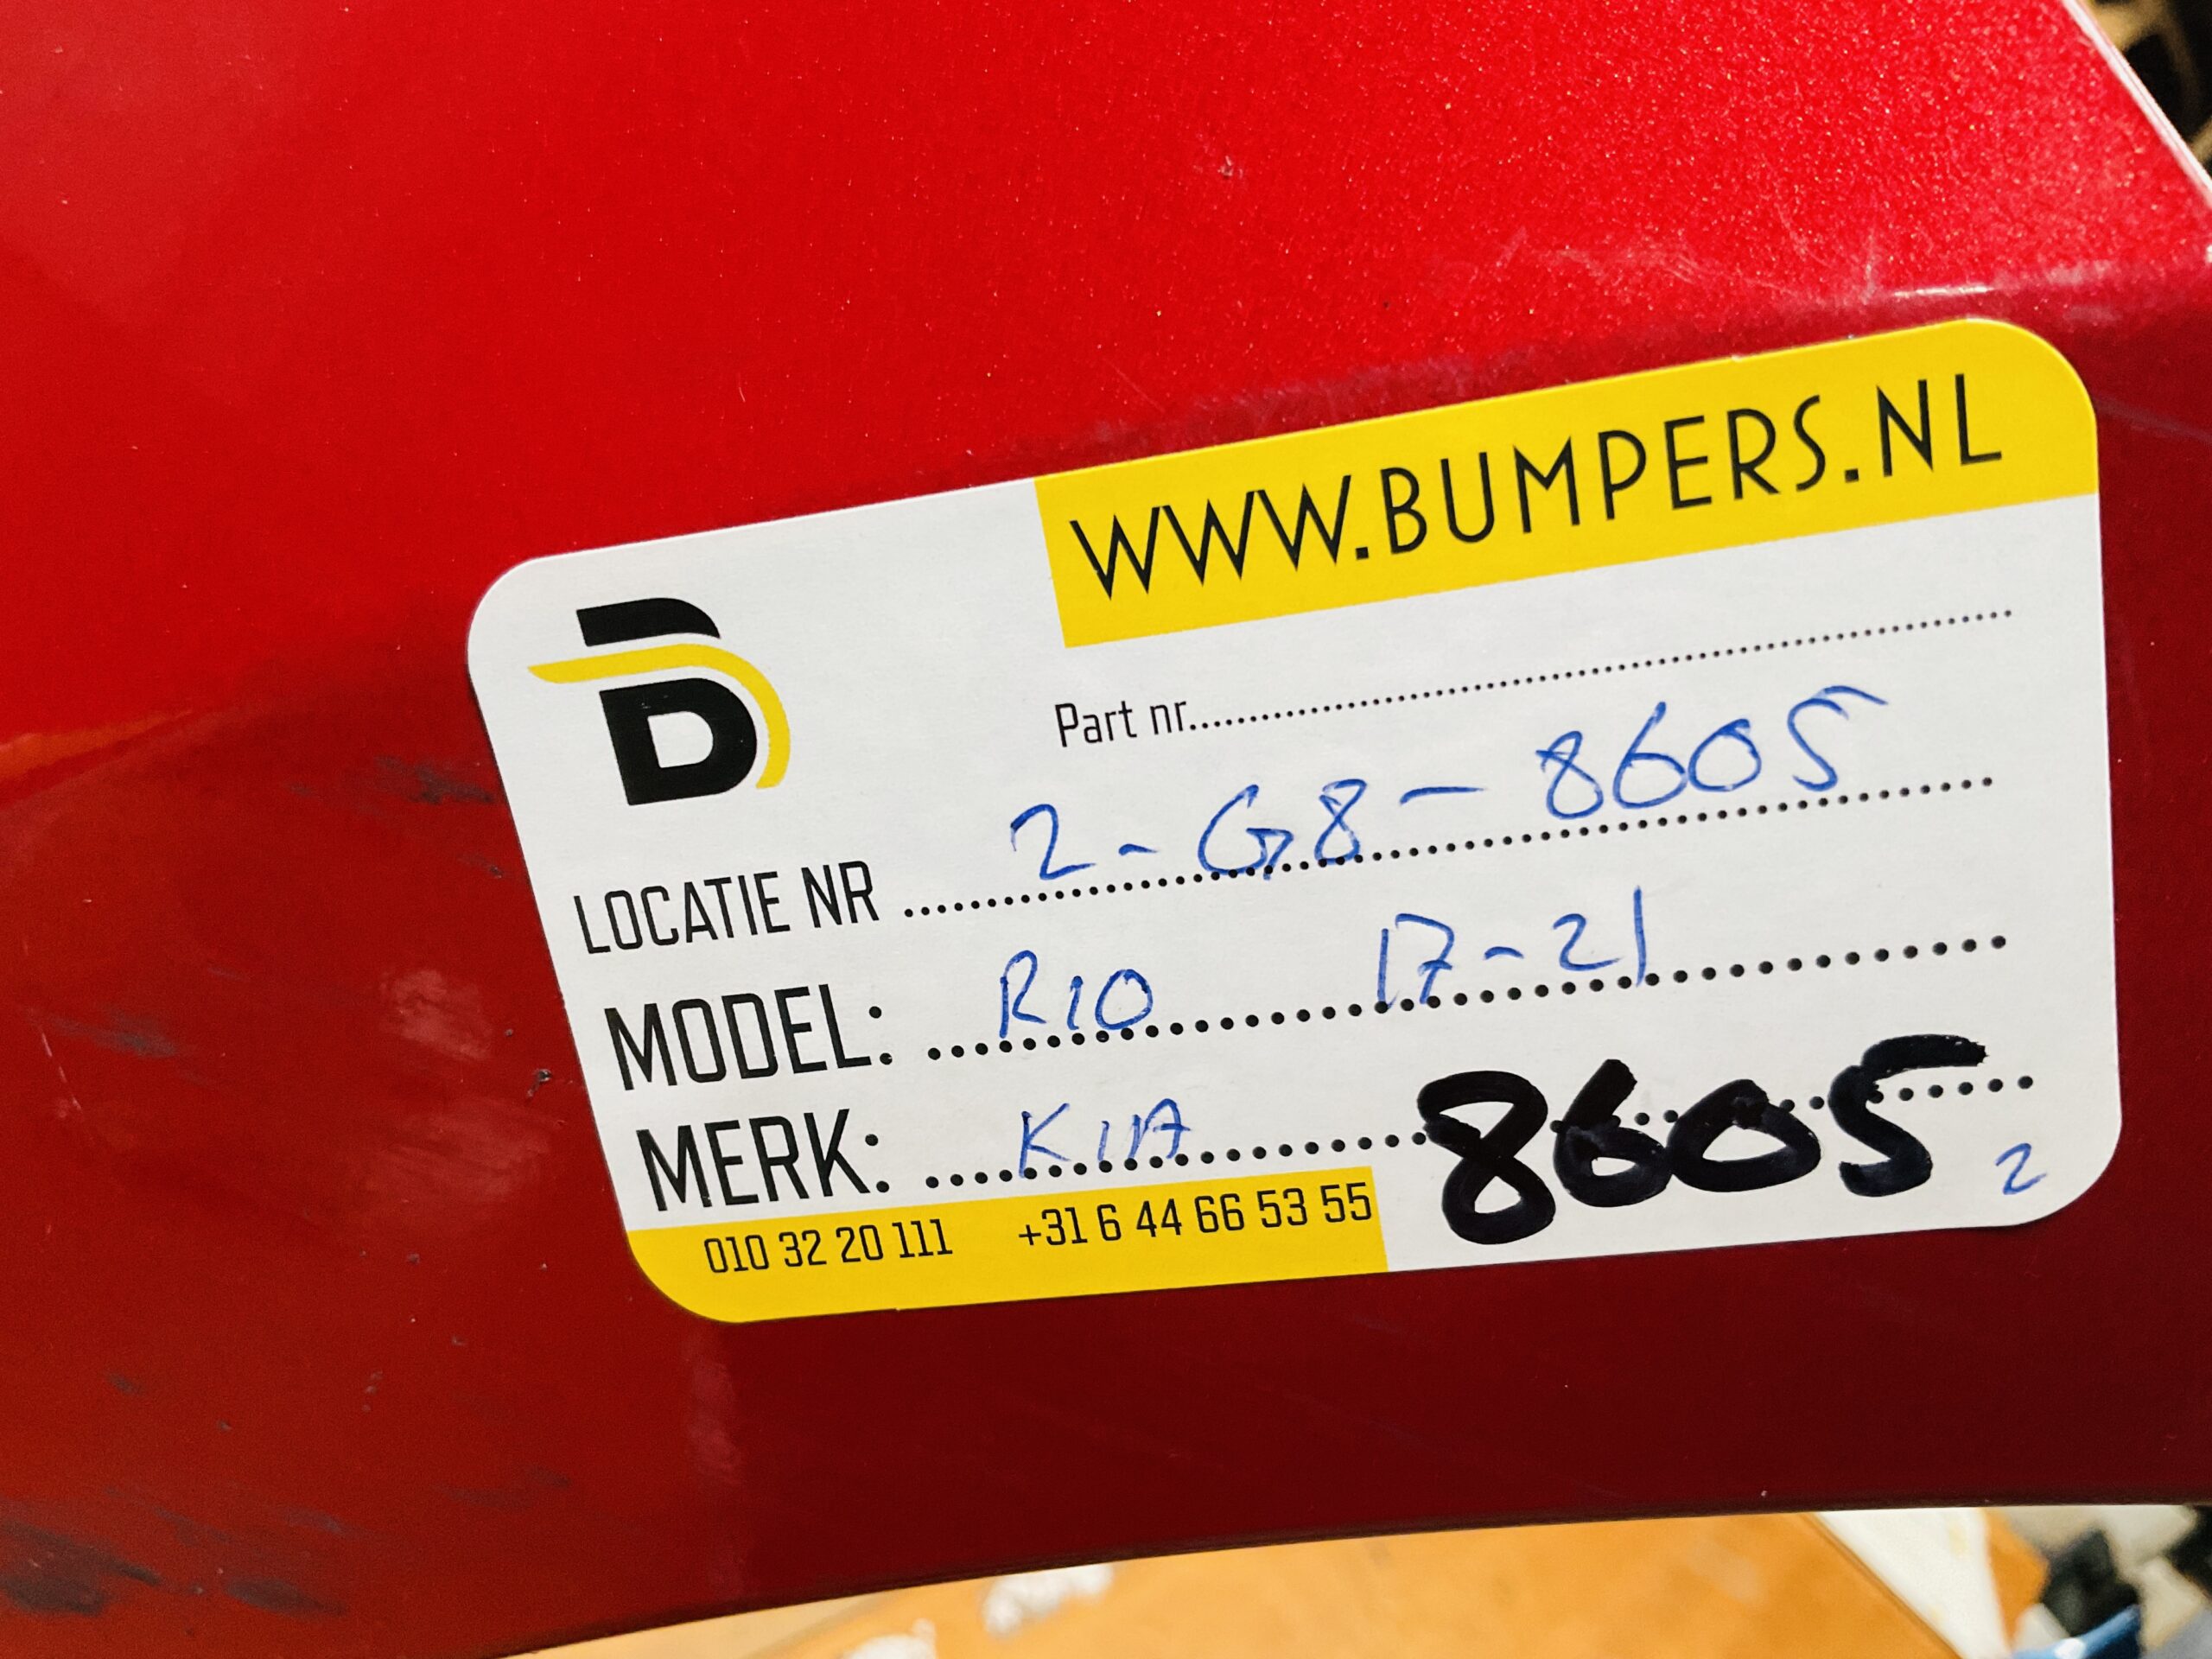 WWW.BUMPERS.NL
B
Part nr........................
LOCATIE NR 2-G8-8605
MODEL: RIO 17-21
MERK: KIA 8605 2
010 32 20 111 +31 6 44 66 53 55